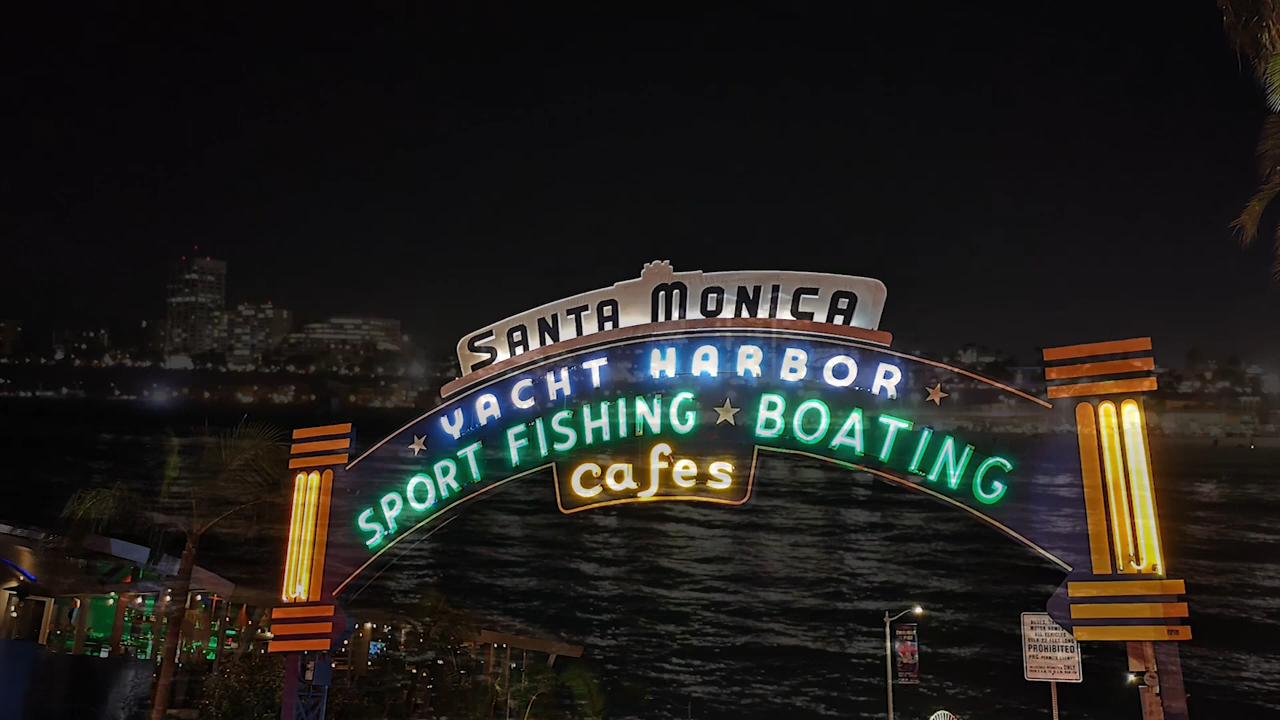 SANTA MONICA
YACHT HARBOR
SPORT FISHING ★ BOATING
cafes
PROHIBITED